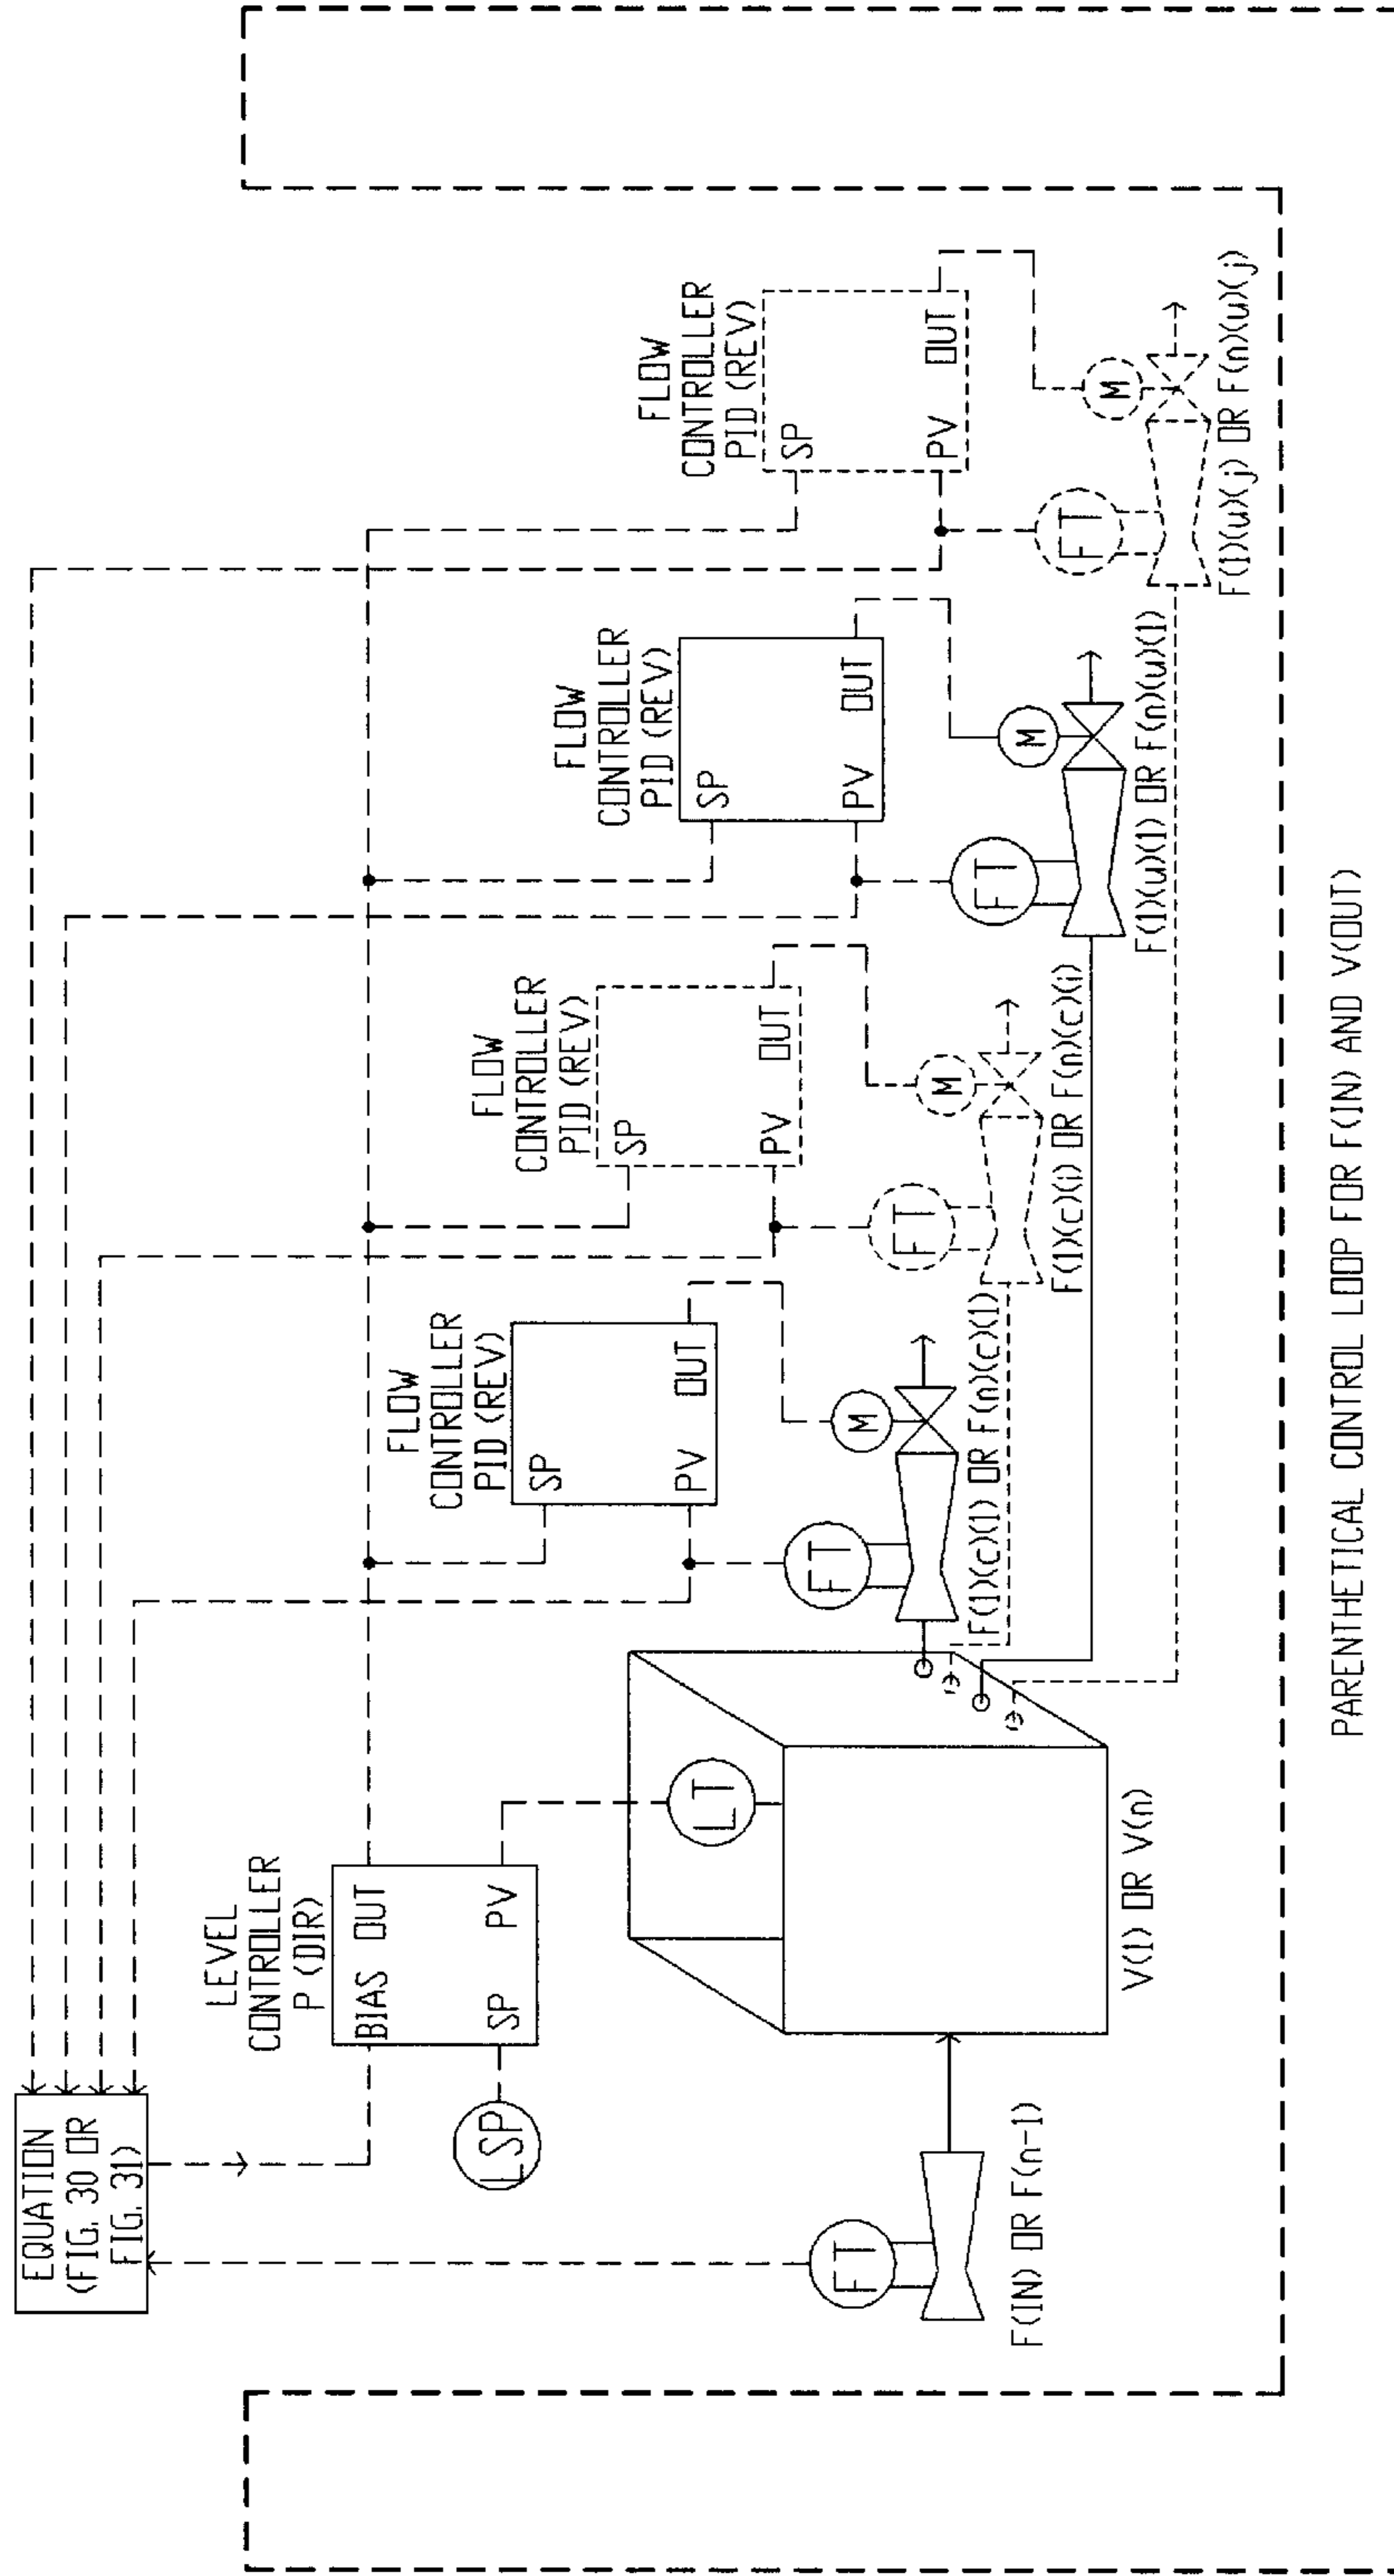 EQUATION
(FIG. 30 OR
FIG. 31)
LEVEL
CONTROLLER
P (DIR)
BIAS OUT
SP PV
LSP
LT
FT
F(IN) OR F(n-1)
V(1) OR V(n)
FLOW
CONTROLLER
PID (REV)
SP
PV OUT
FT
M
F(1)(c)(1) OR F(n)(c)(1)
FLOW
CONTROLLER
PID (REV)
SP
PV OUT
FT
M
F(1)(c)(i) OR F(n)(c)(i)
FLOW
CONTROLLER
PID (REV)
SP
PV OUT
FT
M
F(1)(u)(1) OR F(n)(u)(1)
FLOW
CONTROLLER
PID (REV)
SP
PV OUT
FT
M
F(1)(u)(j) OR F(n)(u)(j)
PARENTHETICAL CONTROL LOOP FOR F(IN) AND V(OUT)